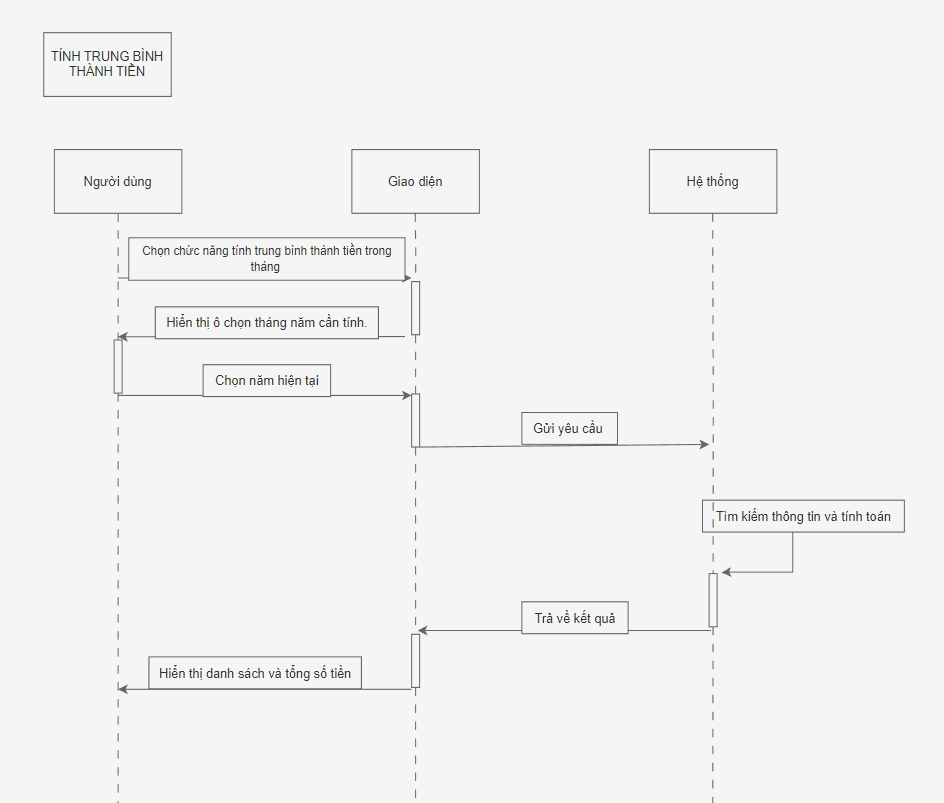 TÍNH TRUNG BÌNH
THÀNH TIỀN
Người dùng
Giao diện
Hệ thống
Chọn chức năng tính trung bình thành tiền trong
tháng
Hiển thị ô chọn tháng năm cần tính.
Chọn năm hiện tại
Gửi yêu cầu
Tìm kiếm thông tin và tính toán
Trả về kết quả
Hiển thị danh sách và tổng số tiền